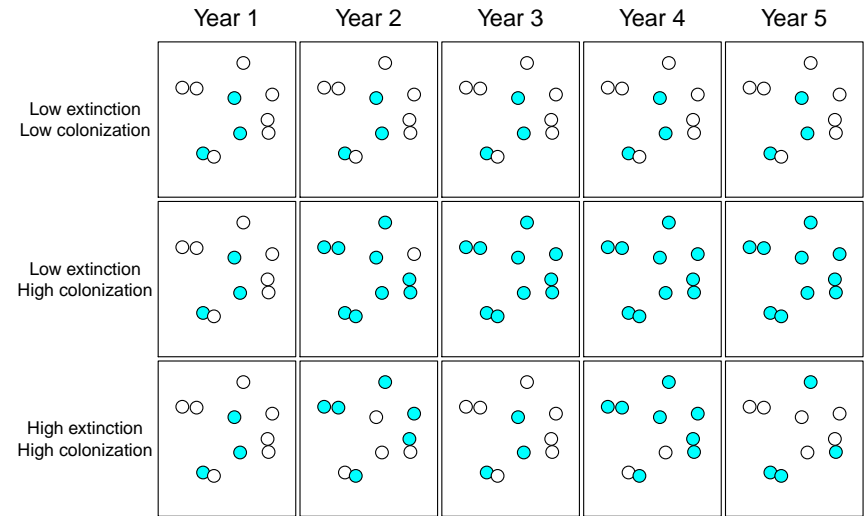 Year 1 Year 2 Year 3 Year 4 Year 5
Low extinction
Low colonization
Low extinction
High colonization
High extinction
High colonization